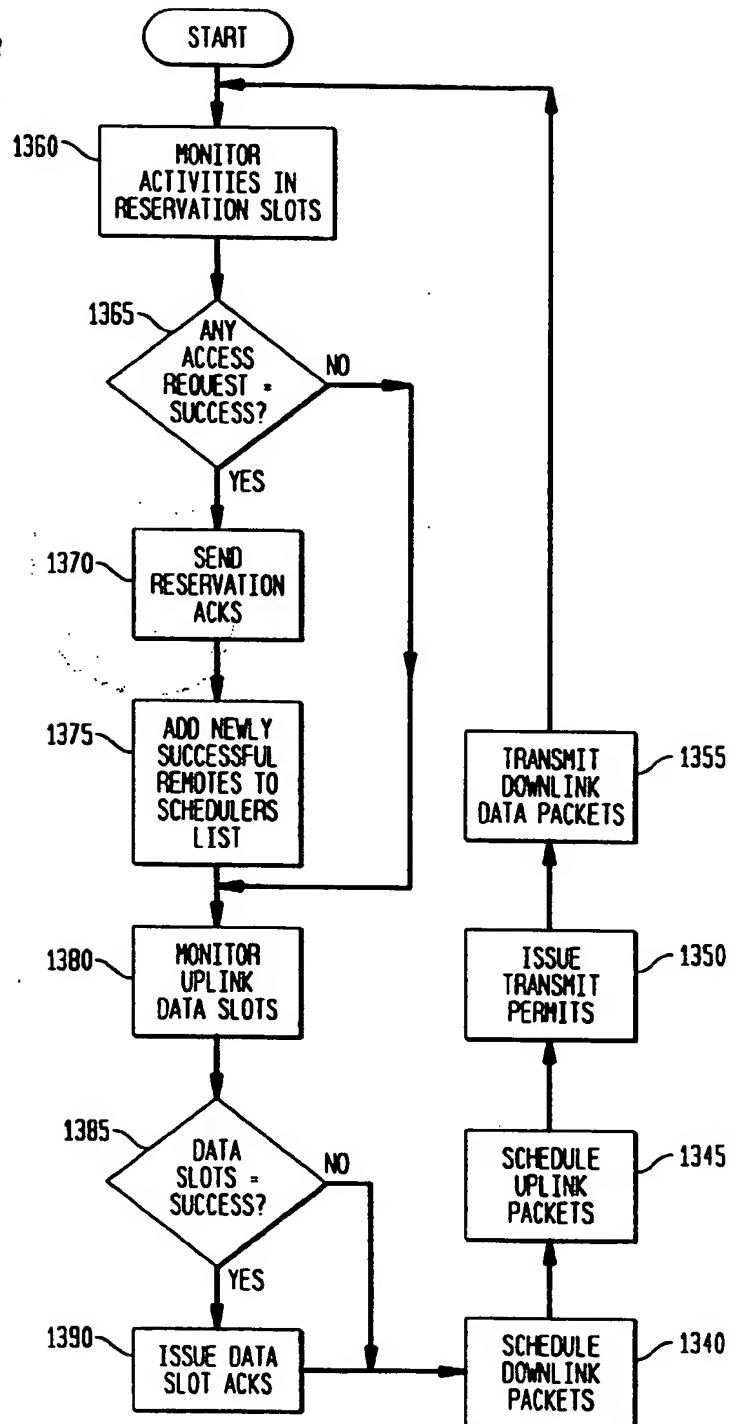 START
1360
MONITOR
ACTIVITIES IN
RESERVATION SLOTS
1365
ANY
ACCESS
REQUEST =
SUCCESS?
NO
YES
1370
SEND
RESERVATION
ACKS
1375
ADD NEWLY
SUCCESSFUL
REMOTES TO
SCHEDULERS
LIST
1380
MONITOR
UPLINK
DATA SLOTS
1385
DATA
SLOTS =
SUCCESS?
NO
YES
1390
ISSUE DATA
SLOT ACKS
TRANSMIT
DOWNLINK
DATA PACKETS
1355
ISSUE
TRANSMIT
PERMITS
1350
SCHEDULE
UPLINK
PACKETS
1345
SCHEDULE
DOWNLINK
PACKETS
1340